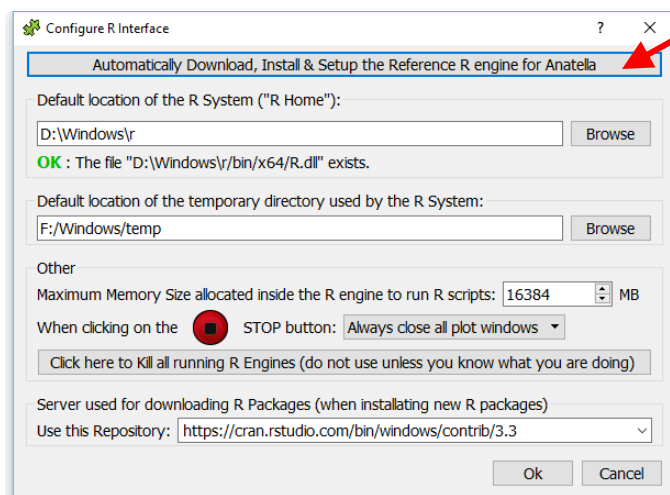 Configure R Interface
Automatically Download, Install & Setup the Reference R engine for Anatella
Default location of the R System ("R Home"):
D:\Windows\r Browse
OK : The file "D:\Windows\r/bin/x64/R.dll" exists.
Default location of the temporary directory used by the R System:
F:/Windows/temp Browse
Other
Maximum Memory Size allocated inside the R engine to run R scripts: 16384 MB
When clicking on the STOP button: Always close all plot windows
Click here to Kill all running R Engines (do not use unless you know what you are doing)
Server used for downloading R Packages (when installating new R packages)
Use this Repository: https://cran.rstudio.com/bin/windows/contrib/3.3
Ok Cancel